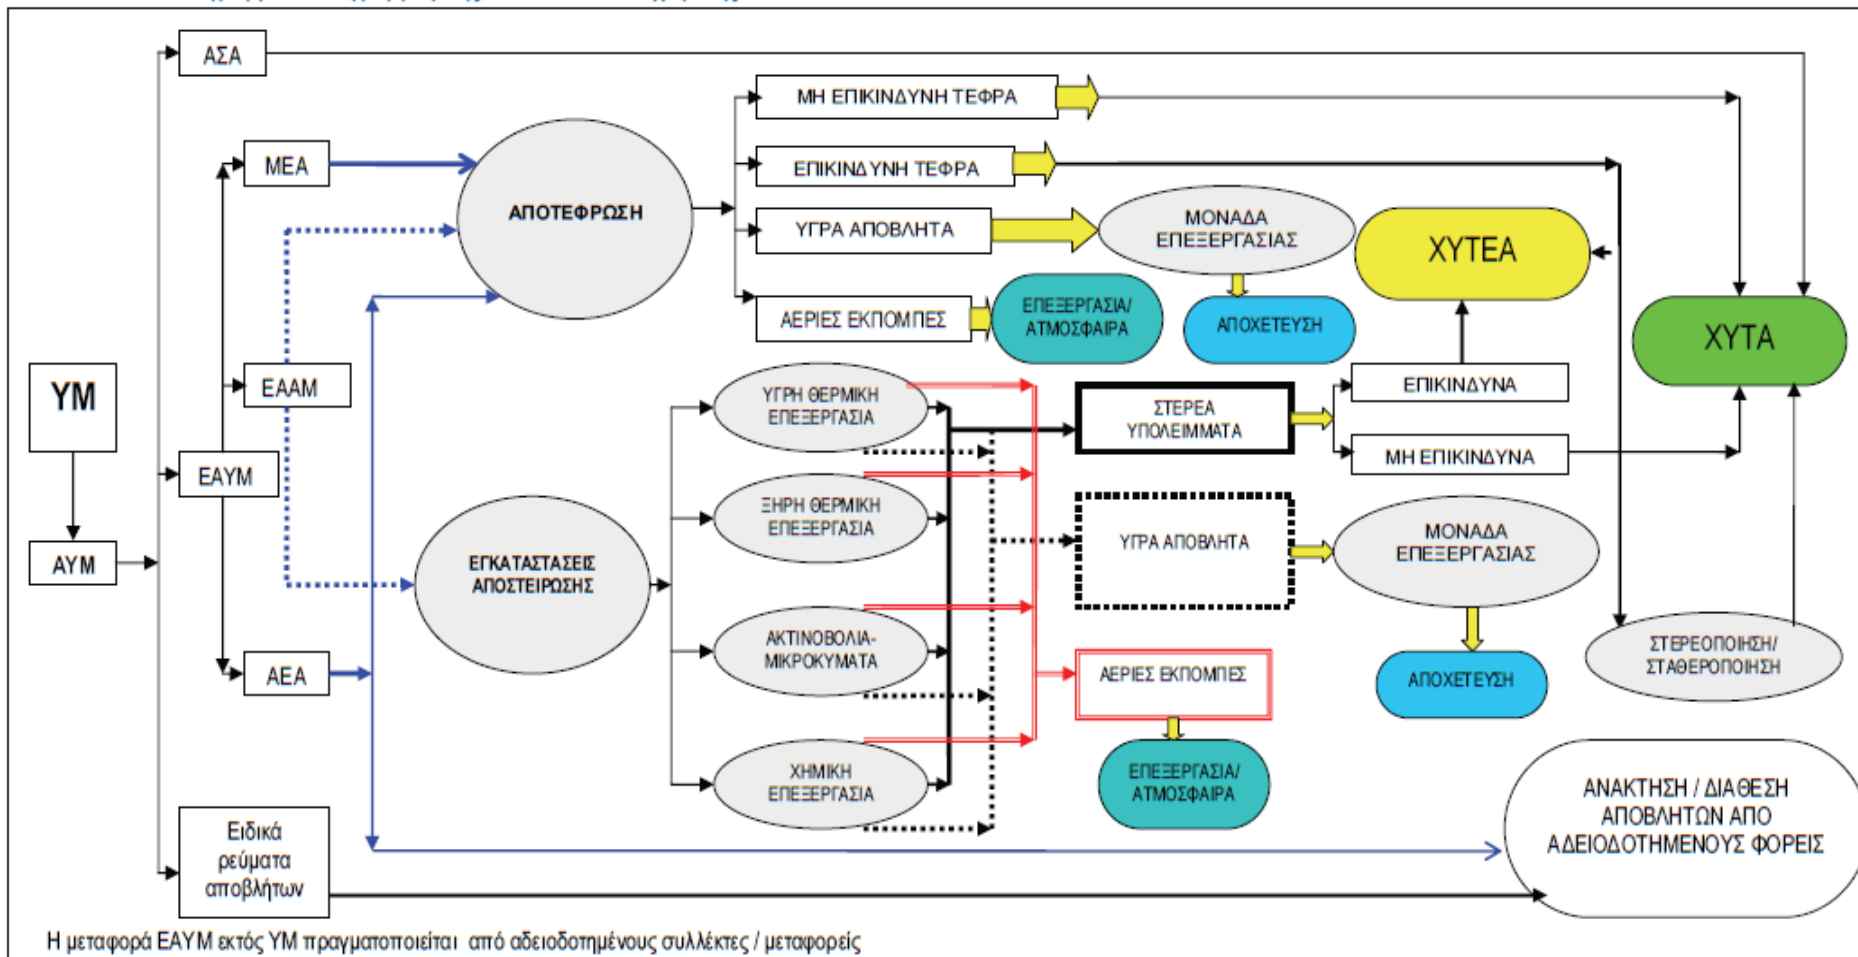 ΑΣΑ
ΜΗ ΕΠΙΚΙΝΔΥΝΗ ΤΕΦΡΑ
ΜΕΑ
ΕΠΙΚΙΝΔΥΝΗ ΤΕΦΡΑ
ΑΠΟΤΕΦΡΩΣΗ
ΥΓΡΑ ΑΠΟΒΛΗΤΑ
ΜΟΝΑΔΑ
ΕΠΕΞΕΡΓΑΣΙΑΣ
ΧΥΤΕΑ
ΑΕΡΙΕΣ ΕΚΠΟΜΠΕΣ
ΕΠΕΞΕΡΓΑΣΙΑ/
ΑΤΜΟΣΦΑΙΡΑ
ΑΠΟΧΕΤΕΥΣΗ
ΧΥΤΑ
ΥΜ
ΕΑΑΜ
ΥΓΡΗ ΘΕΡΜΙΚΗ
ΕΠΕΞΕΡΓΑΣΙΑ
ΣΤΕΡΕΑ
ΥΠΟΛΕΙΜΜΑΤΑ
ΕΠΙΚΙΝΔΥΝΑ
ΜΗ ΕΠΙΚΙΝΔΥΝΑ
ΕΑΥΜ
ΞΗΡΗ ΘΕΡΜΙΚΗ
ΕΠΕΞΕΡΓΑΣΙΑ
ΥΓΡΑ ΑΠΟΒΛΗΤΑ
ΜΟΝΑΔΑ
ΕΠΕΞΕΡΓΑΣΙΑΣ
ΑΥΜ
ΕΓΚΑΤΑΣΤΑΣΕΙΣ
ΑΠΟΣΤΕΙΡΩΣΗΣ
ΑΚΤΙΝΟΒΟΛΙΑ-
ΜΙΚΡΟΚΥΜΑΤΑ
ΣΤΕΡΕΟΠΟΙΗΣΗ/
ΣΤΑΘΕΡΟΠΟΙΗΣΗ
ΑΕΑ
ΑΕΡΙΕΣ ΕΚΠΟΜΠΕΣ
ΑΠΟΧΕΤΕΥΣΗ
ΧΗΜΙΚΗ
ΕΠΕΞΕΡΓΑΣΙΑ
ΕΠΕΞΕΡΓΑΣΙΑ/
ΑΤΜΟΣΦΑΙΡΑ
ΑΝΑΚΤΗΣΗ / ΔΙΑΘΕΣΗ
ΑΠΟΒΛΗΤΩΝ ΑΠΟ
ΑΔΕΙΟΔΟΤΗΜΕΝΟΥΣ ΦΟΡΕΙΣ
Ειδικά
ρεύματα
αποβλήτων
Η μεταφορά ΕΑΥΜ εκτός ΥΜ πραγματοποιείται από αδειοδοτημένους συλλέκτες / μεταφορείς